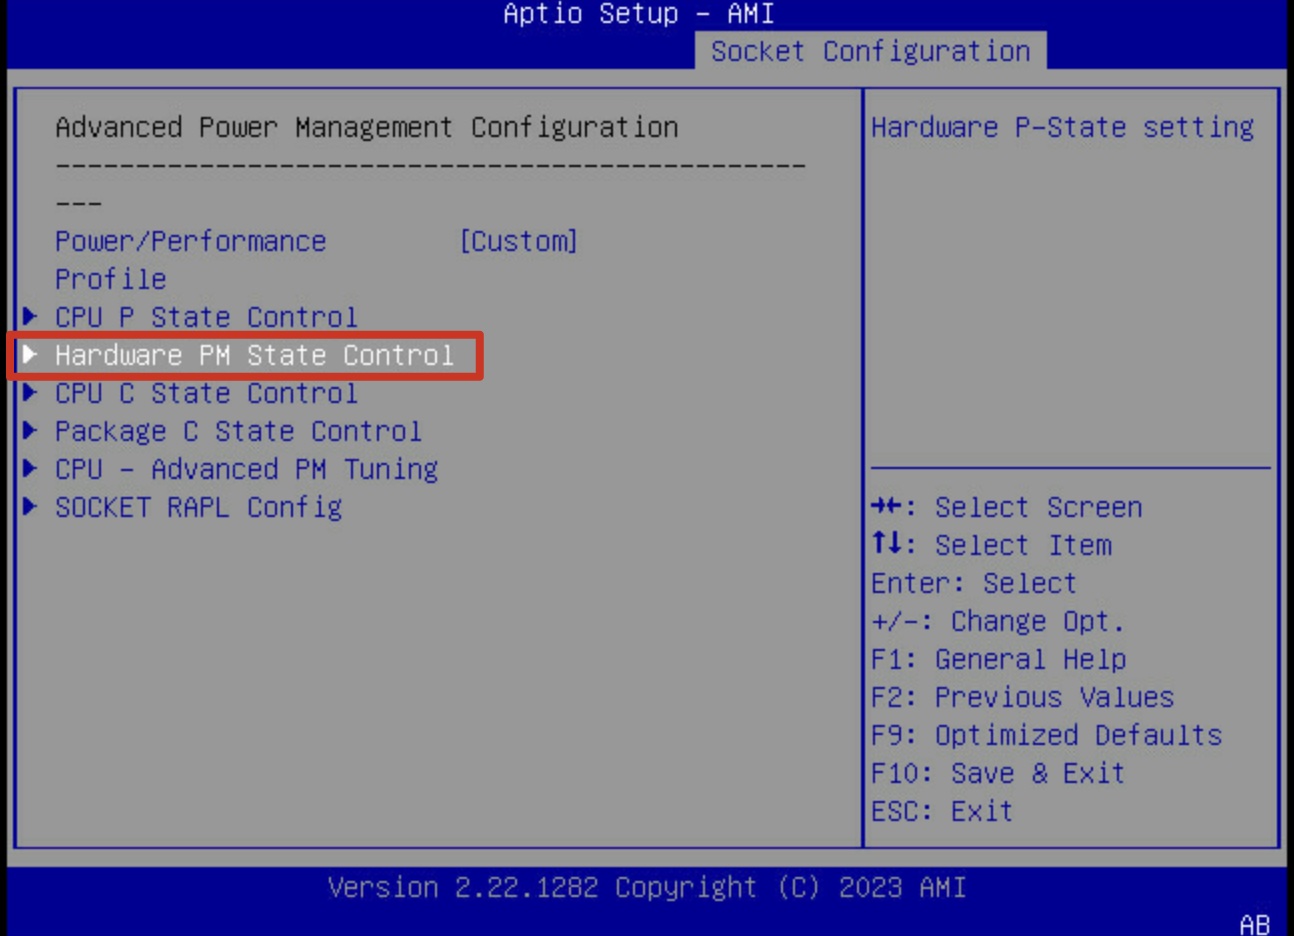 Aptio Setup – AMI
Socket Configuration
Advanced Power Management Configuration
-----------------------------------------------
---
Power/Performance [Custom]
Profile
▶ CPU P State Control
▶ Hardware PM State Control
▶ CPU C State Control
▶ Package C State Control
▶ CPU - Advanced PM Tuning
▶ SOCKET RAPL Config
Hardware P-State setting
→←: Select Screen
↑↓: Select Item
Enter: Select
+/-: Change Opt.
F1: General Help
F2: Previous Values
F9: Optimized Defaults
F10: Save & Exit
ESC: Exit
Version 2.22.1282 Copyright (C) 2023 AMI
AB